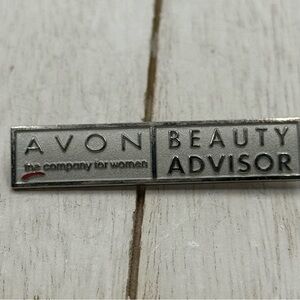 AVON
the company for women
BEAUTY
ADVISOR